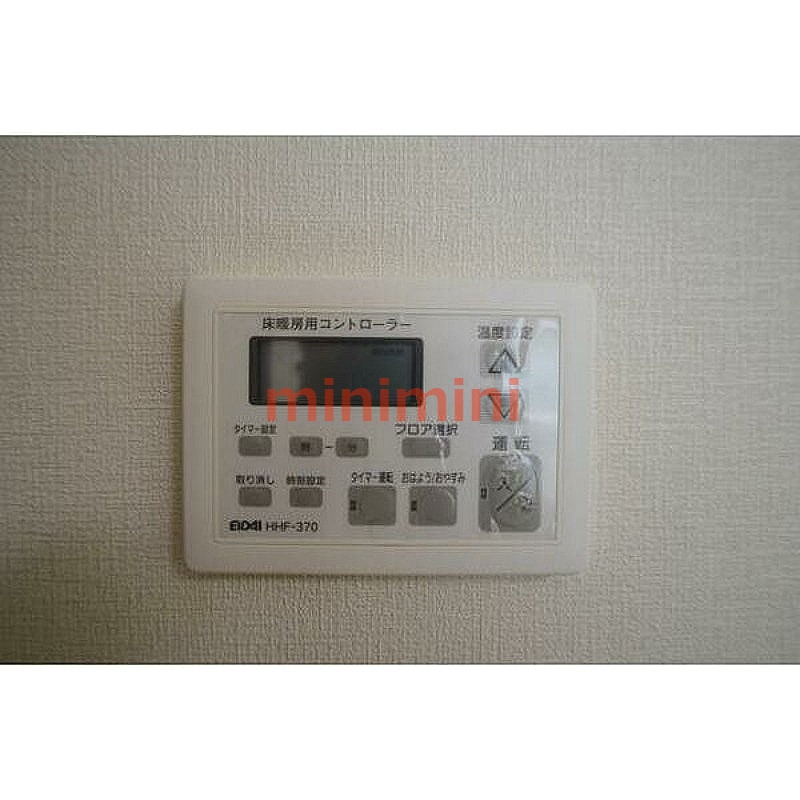 床暖房用コントローラー
温度設定
minimini
タイマー設定
時 - 分
フロア選択
運転
取り消し
時刻設定
タイマー運転
おはよう/おやすみ
入/切
EIDAI HHF-370